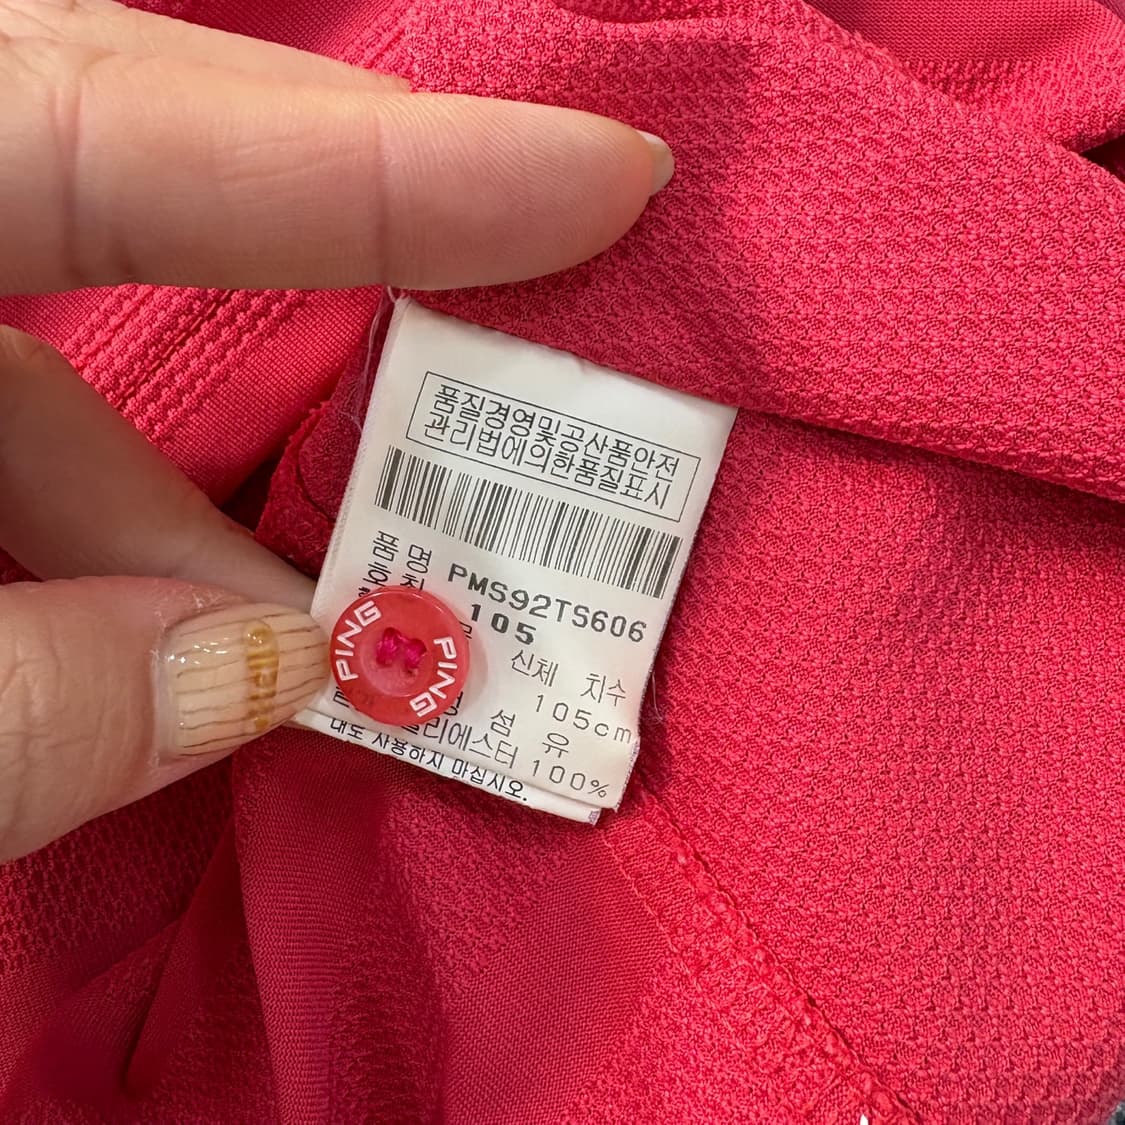 품질경영및공산품안전
관리법에의한품질표시
품명 PMS92TS606
105
신체 치수
105cm
섬유
폴리에스터 100%
대도 사용하지 마십시오.
PING PING